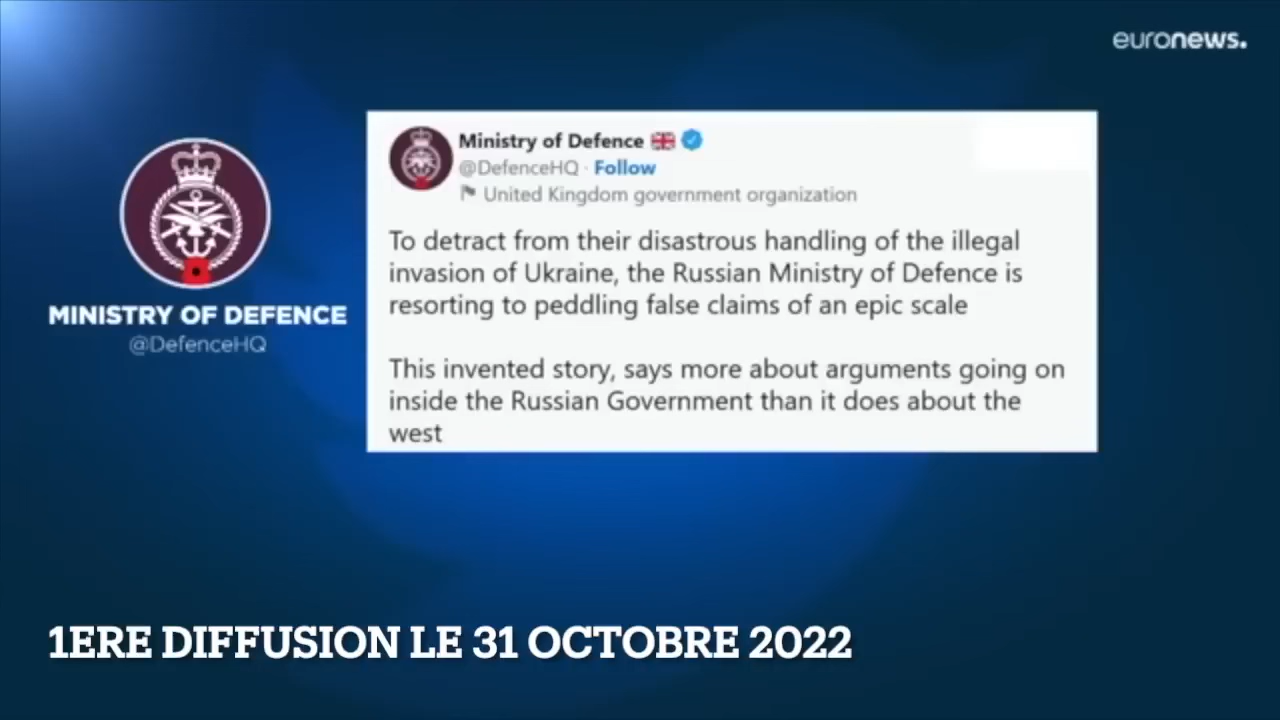 euronews.
Ministry of Defence
@DefenceHQ · Follow
United Kingdom government organization
To detract from their disastrous handling of the illegal
invasion of Ukraine, the Russian Ministry of Defence is
resorting to peddling false claims of an epic scale
This invented story, says more about arguments going on
inside the Russian Government than it does about the
west
MINISTRY OF DEFENCE
@DefenceHQ
1ERE DIFFUSION LE 31 OCTOBRE 2022